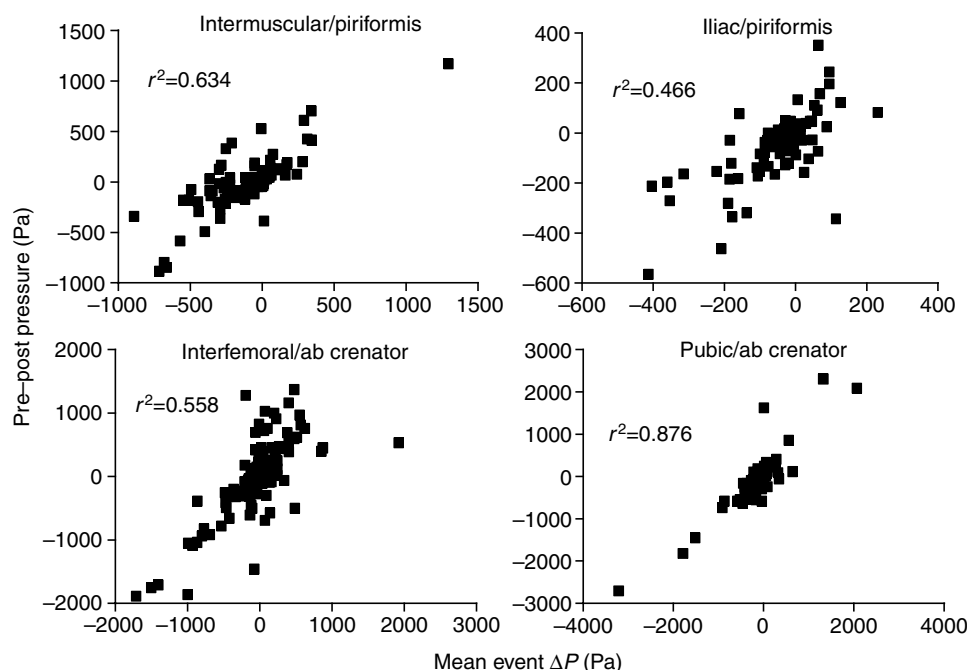 Intermuscular/piriformis
1500
1000
500
0
–500
–1000
r²=0.634
–1000 –500 0 500 1000 1500
Iliac/piriformis
400
200
0
–200
–400
–600
r²=0.466
–600 –400 –200 0 200 400
Pre–post pressure (Pa)
Interfemoral/ab crenator
2000
1000
0
–1000
–2000
r²=0.558
–2000 –1000 0 1000 2000 3000
Pubic/ab crenator
3000
2000
1000
0
–1000
–2000
–3000
r²=0.876
–4000 –2000 0 2000 4000
Mean event ΔP (Pa)